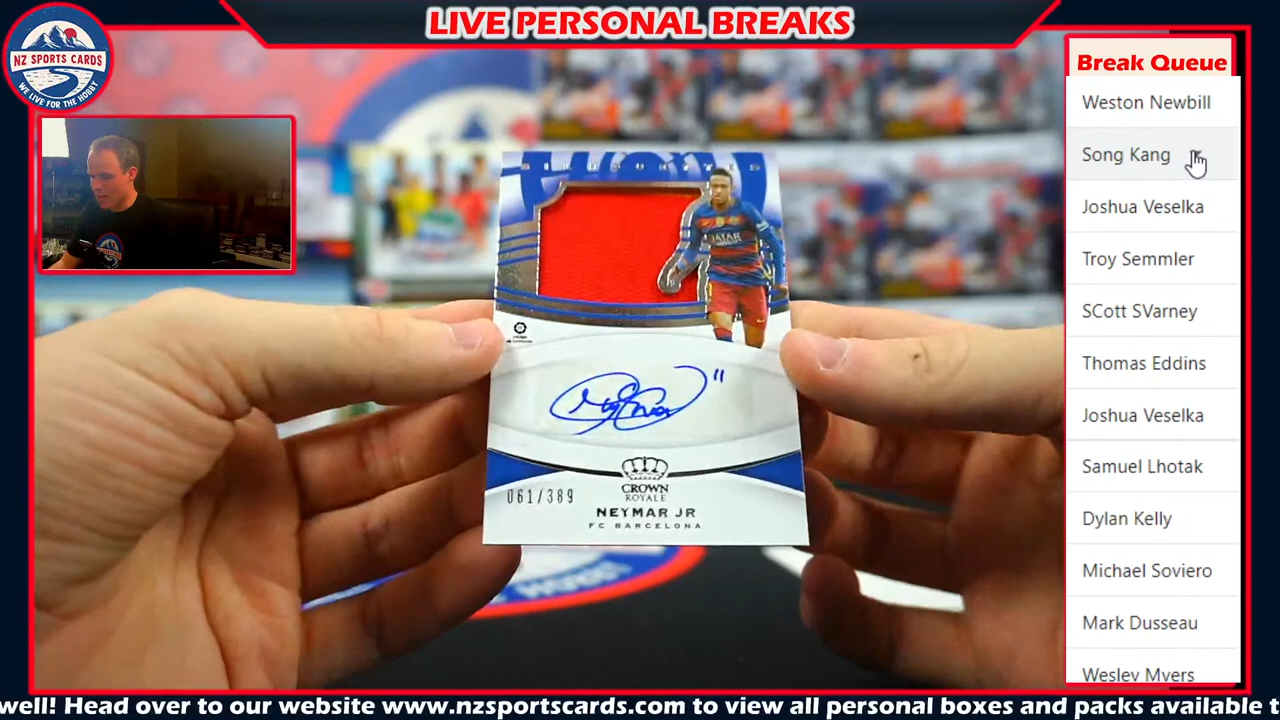 LIVE PERSONAL BREAKS
NZ SPORTS CARDS
WE LIVE FOR THE HOBBY
Break Queue
Weston Newbill
Song Kang
Joshua Veselka
Troy Semmler
SCott SVarney
Thomas Eddins
Joshua Veselka
Samuel Lhotak
Dylan Kelly
Michael Soviero
Mark Dusseau
Wesley Myers
QATAR
11
061/389
CROWN
ROYALE
NEYMAR JR
FC BARCELONA
HOBBY
well! Head over to our website www.nzsportscards.com to view all personal boxes and packs available t